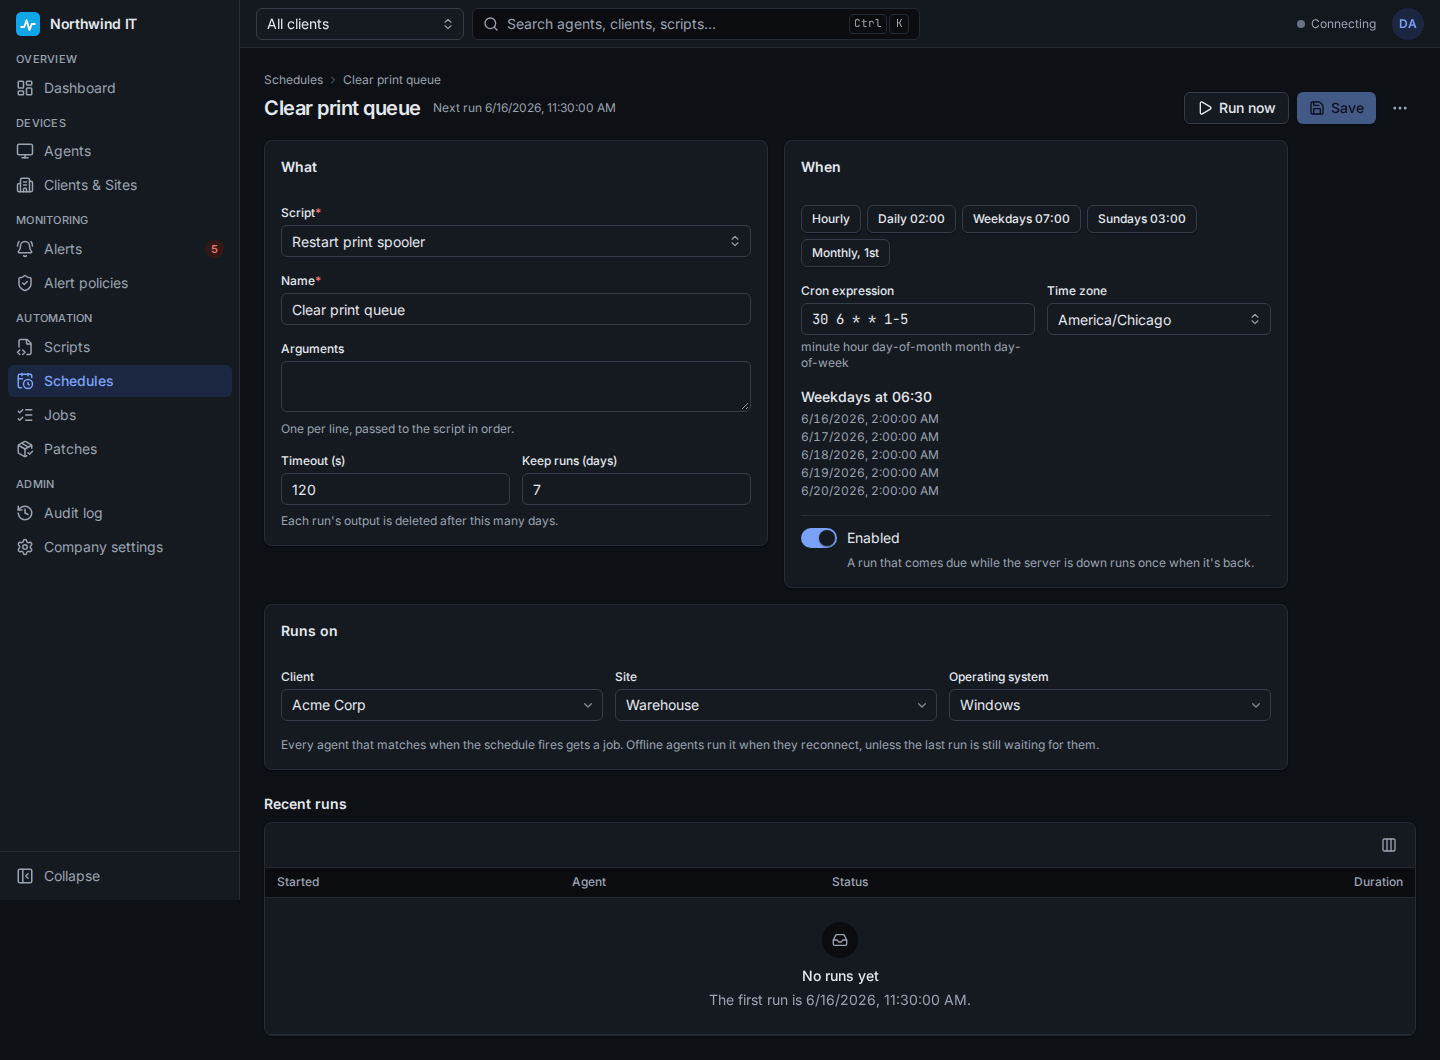 Northwind IT
All clients
Search agents, clients, scripts...
Ctrl K
Connecting
DA
OVERVIEW
Dashboard
DEVICES
Agents
Clients & Sites
MONITORING
Alerts
5
Alert policies
AUTOMATION
Scripts
Schedules
Jobs
Patches
ADMIN
Audit log
Company settings
Collapse
Schedules
Clear print queue
Clear print queue
Next run 6/16/2026, 11:30:00 AM
Run now
Save
What
Script*
Restart print spooler
Name*
Clear print queue
Arguments
One per line, passed to the script in order.
Timeout (s)
Keep runs (days)
120
7
Each run's output is deleted after this many days.
When
Hourly
Daily 02:00
Weekdays 07:00
Sundays 03:00
Monthly, 1st
Cron expression
Time zone
30 6 * * 1-5
America/Chicago
minute hour day-of-month month day-
of-week
Weekdays at 06:30
6/16/2026, 2:00:00 AM
6/17/2026, 2:00:00 AM
6/18/2026, 2:00:00 AM
6/19/2026, 2:00:00 AM
6/20/2026, 2:00:00 AM
Enabled
A run that comes due while the server is down runs once when it's back.
Runs on
Client
Site
Operating system
Acme Corp
Warehouse
Windows
Every agent that matches when the schedule fires gets a job. Offline agents run it when they reconnect, unless the last run is still waiting for them.
Recent runs
Started
Agent
Status
Duration
No runs yet
The first run is 6/16/2026, 11:30:00 AM.